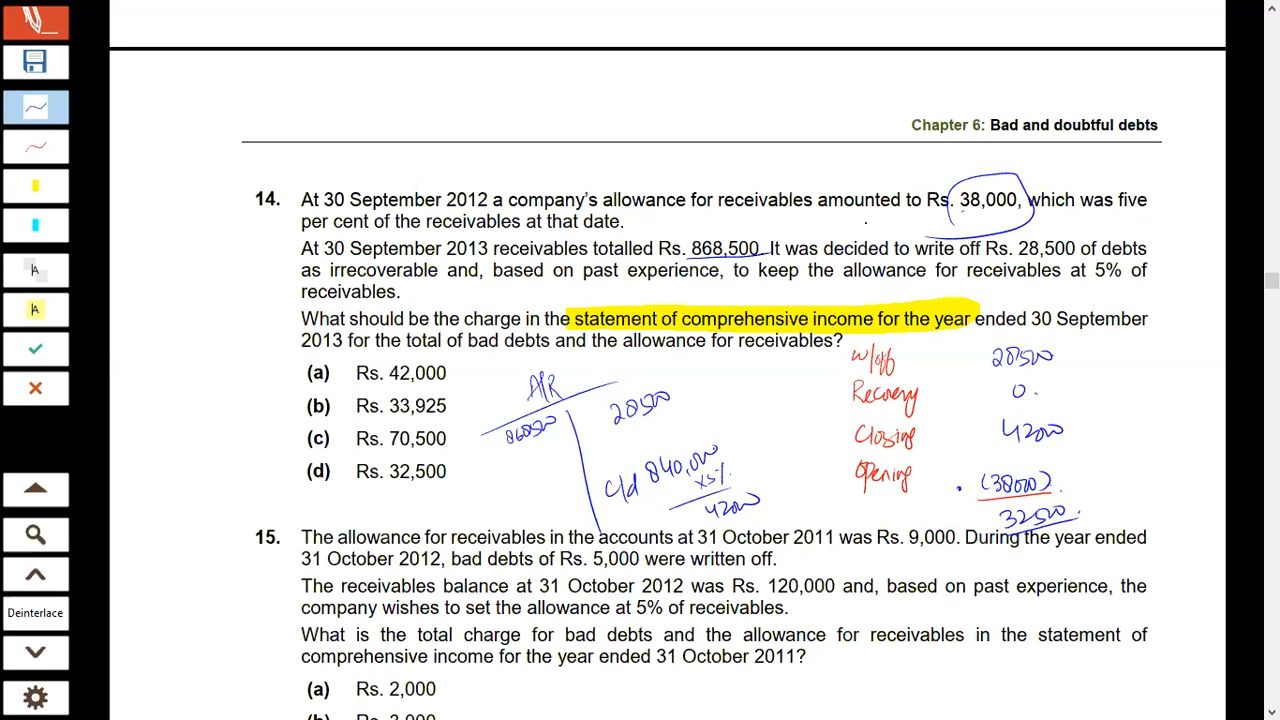 Chapter 6: Bad and doubtful debts
14. At 30 September 2012 a company's allowance for receivables amounted to Rs. 38,000, which was five
per cent of the receivables at that date.
At 30 September 2013 receivables totalled Rs. 868,500. It was decided to write off Rs. 28,500 of debts
as irrecoverable and, based on past experience, to keep the allowance for receivables at 5% of
receivables.
What should be the charge in the statement of comprehensive income for the year ended 30 September
2013 for the total of bad debts and the allowance for receivables?
(a) Rs. 42,000
(b) Rs. 33,925
(c) Rs. 70,500
(d) Rs. 32,500
A/R
868500
28500
c/d 840,000
x5%
42000
w/off 28500
Recovery 0
Closing 42000
Opening (38000)
32500
15. The allowance for receivables in the accounts at 31 October 2011 was Rs. 9,000. During the year ended
31 October 2012, bad debts of Rs. 5,000 were written off.
The receivables balance at 31 October 2012 was Rs. 120,000 and, based on past experience, the
company wishes to set the allowance at 5% of receivables.
What is the total charge for bad debts and the allowance for receivables in the statement of
comprehensive income for the year ended 31 October 2011?
(a) Rs. 2,000
Deinterlace